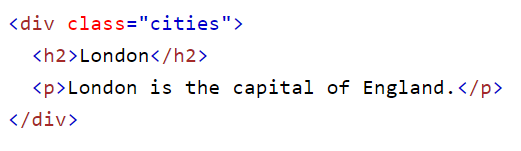 <div class="cities">
  <h2>London</h2>
  <p>London is the capital of England.</p>
</div>